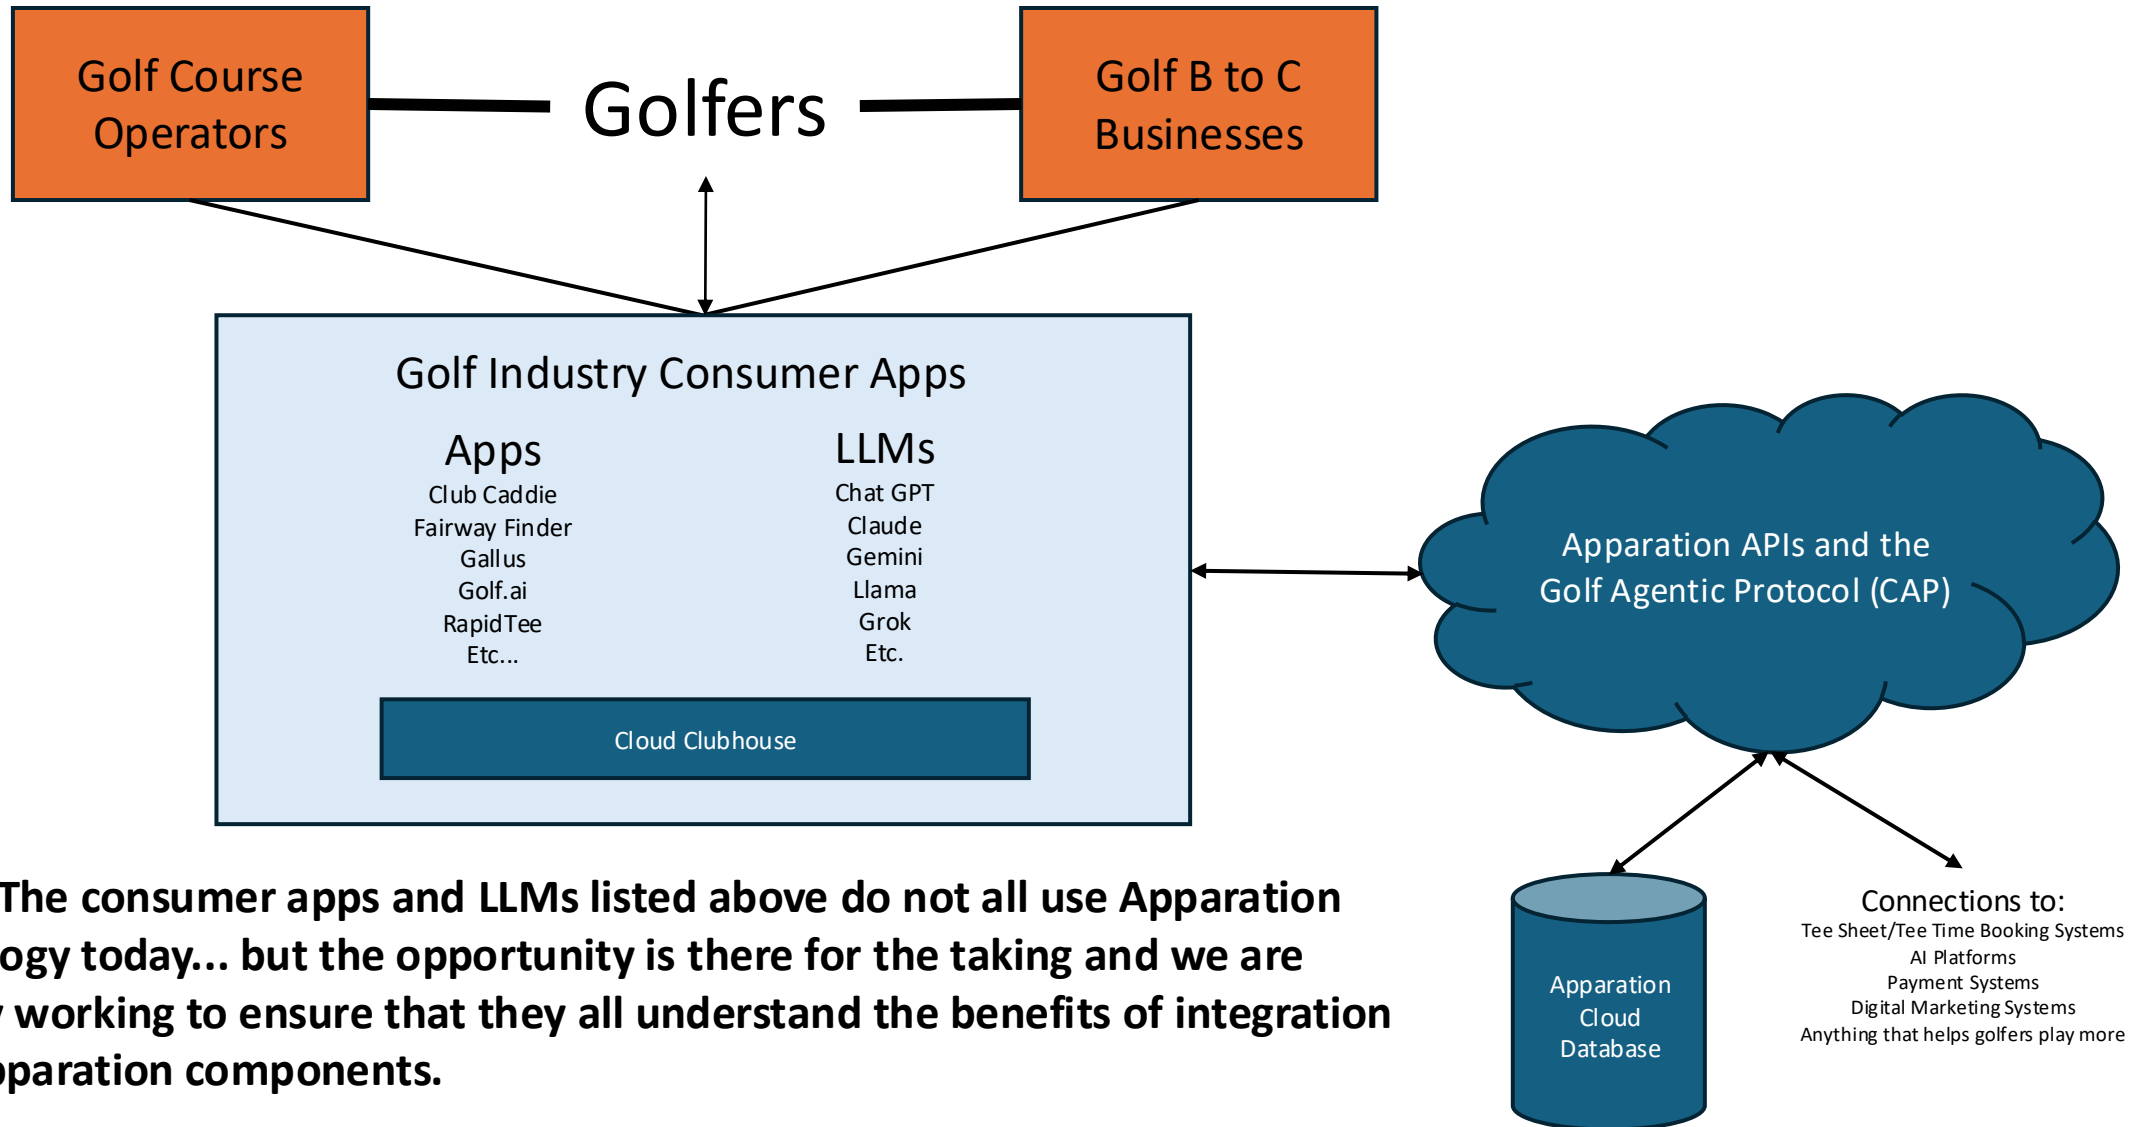 Golf Course
Operators
Golfers
Golf B to C
Businesses
Golf Industry Consumer Apps
Apps
Club Caddie
Fairway Finder
Gallus
Golf.ai
RapidTee
Etc...
LLMs
Chat GPT
Claude
Gemini
Llama
Grok
Etc.
Cloud Clubhouse
Apparation APIs and the
Golf Agentic Protocol (CAP)
The consumer apps and LLMs listed above do not all use Apparation
ogy today... but the opportunity is there for the taking and we are
working to ensure that they all understand the benefits of integration
pparation components.
Apparation
Cloud
Database
Connections to:
Tee Sheet/Tee Time Booking Systems
AI Platforms
Payment Systems
Digital Marketing Systems
Anything that helps golfers play more